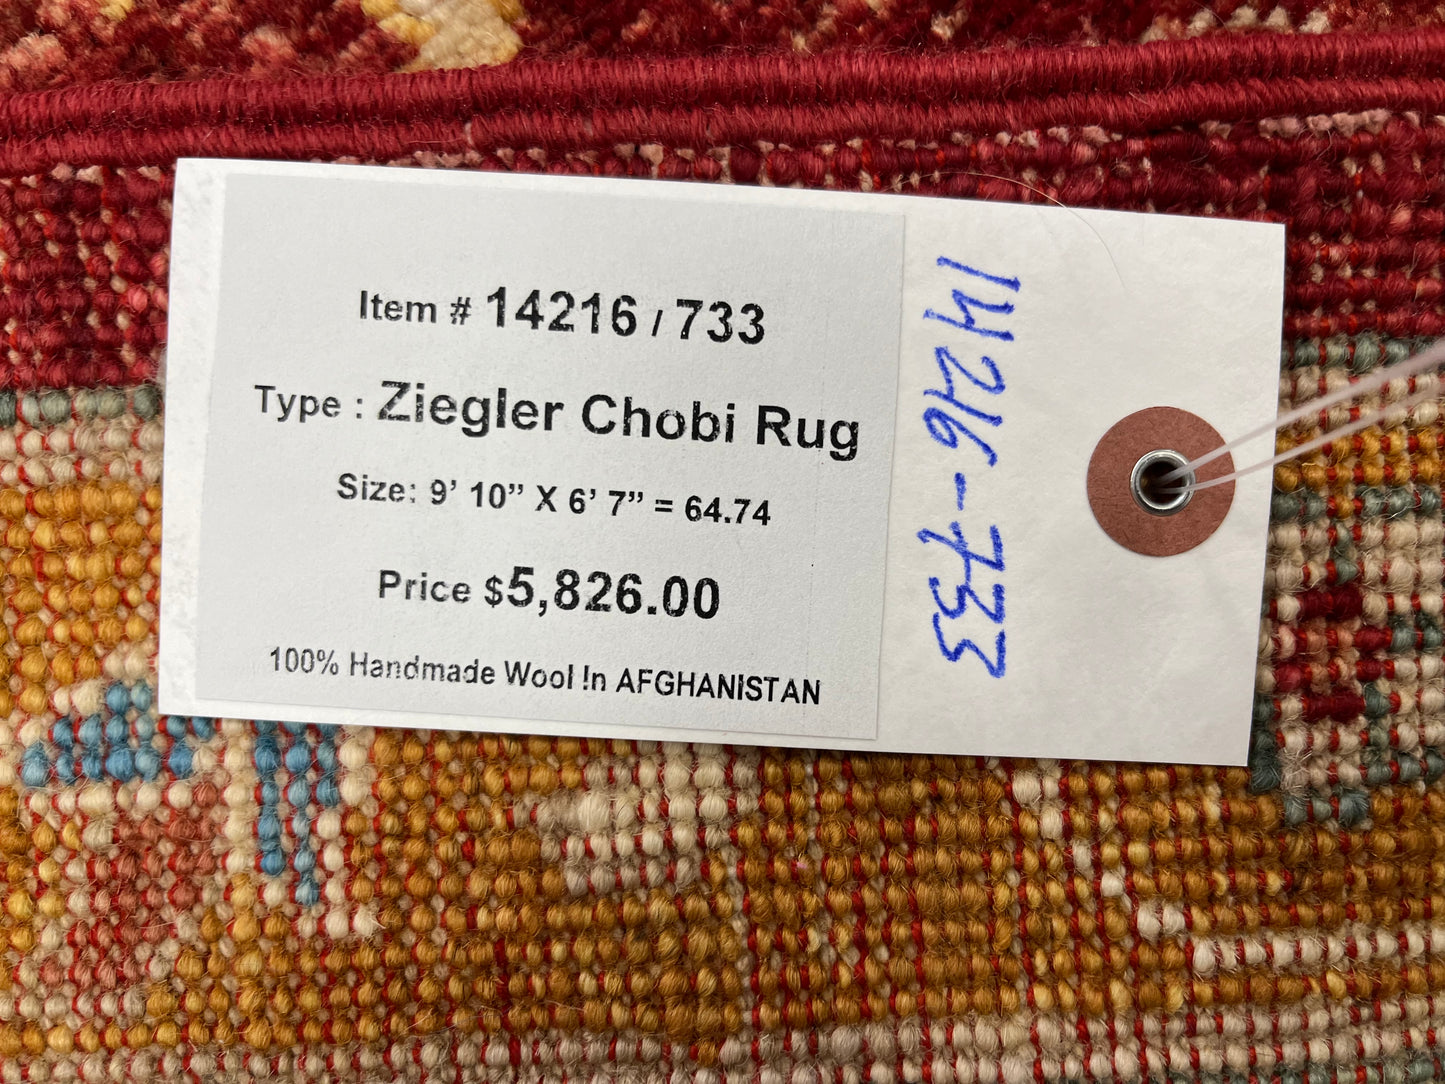 Item # 14216 / 733
Type : Ziegler Chobi Rug
Size: 9’ 10” X 6’ 7” = 64.74
Price $5,826.00
100% Handmade Wool !n AFGHANISTAN
14216-733